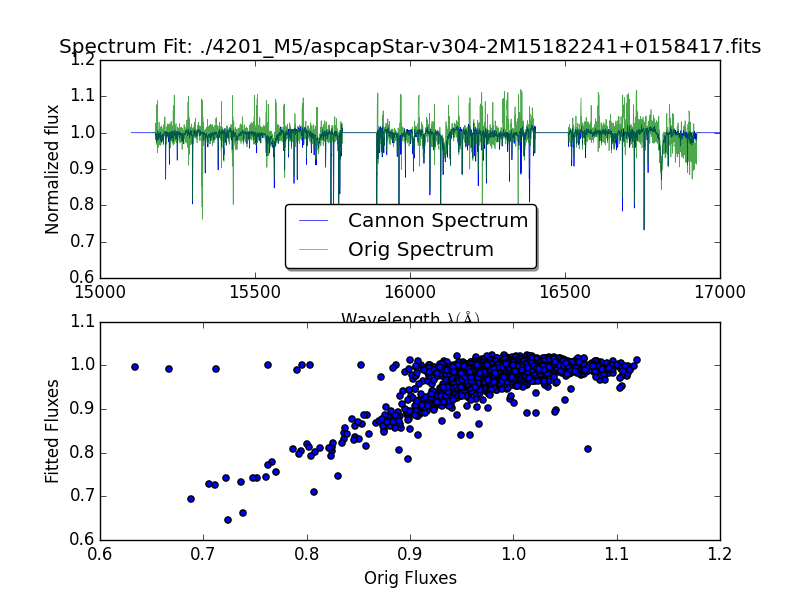 Spectrum Fit: ./4201_M5/aspcapStar-v304-2M15182241+0158417.fits
1.2
1.1
1.0
0.9
0.8
0.7
0.6
Normalized flux
Cannon Spectrum
Orig Spectrum
15000 15500 16000 16500 17000
Wavelength λ(Å)
1.1
1.0
0.9
0.8
0.7
0.6
Fitted Fluxes
0.6 0.7 0.8 0.9 1.0 1.1 1.2
Orig Fluxes